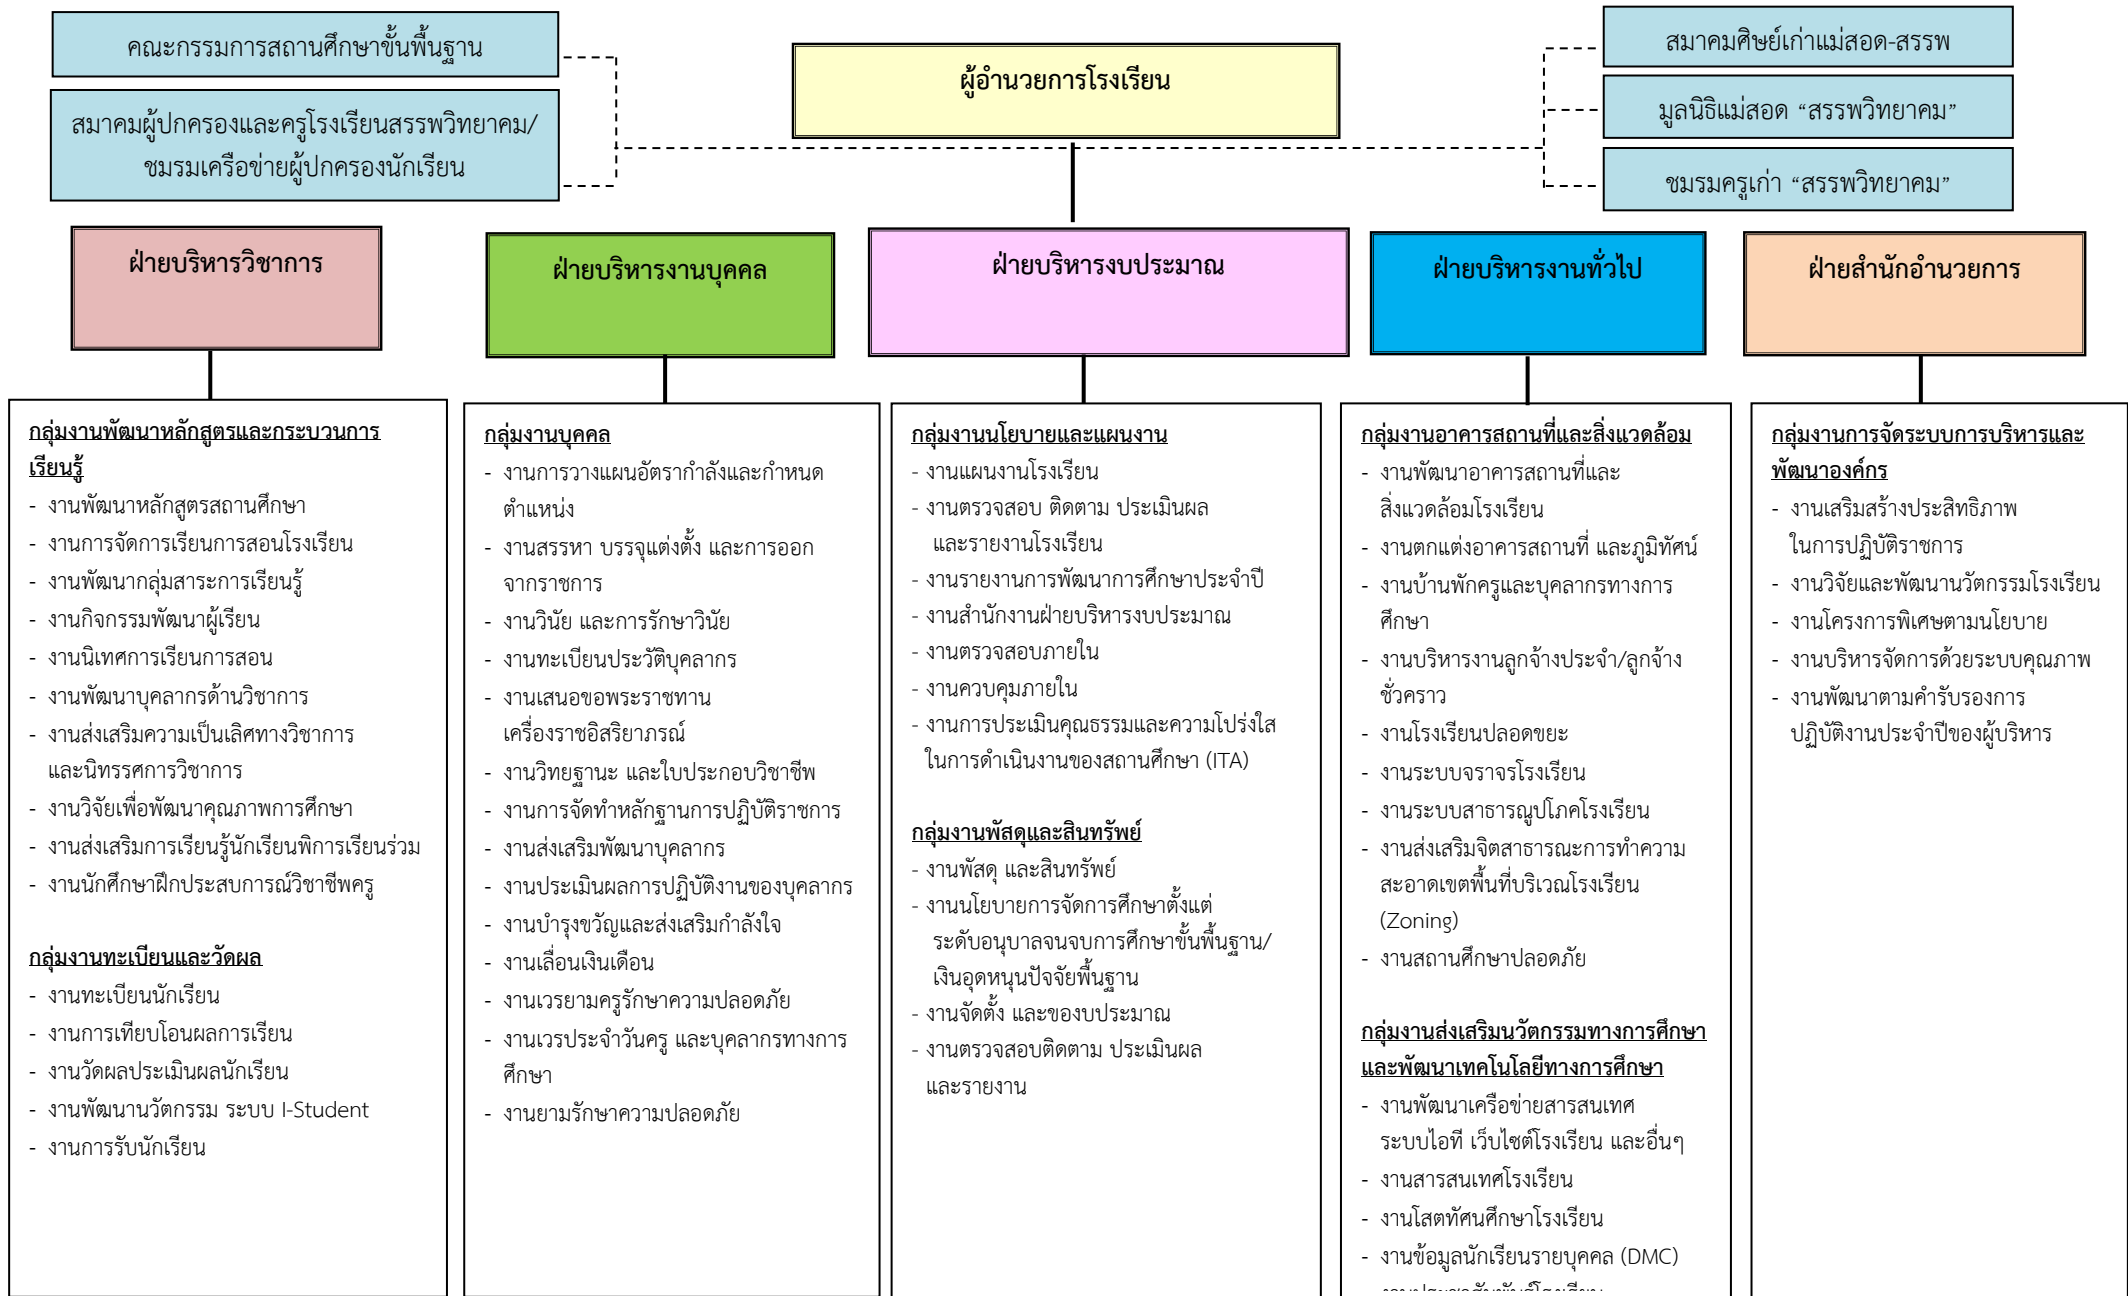 คณะกรรมการสถานศึกษาขั้นพื้นฐาน
สมาคมผู้ปกครองและครูโรงเรียนสรรพวิทยาคม/
ชมรมเครือข่ายผู้ปกครองนักเรียน
ผู้อำนวยการโรงเรียน
สมาคมศิษย์เก่าแม่สอด-สรรพ
มูลนิธิแม่สอด “สรรพวิทยาคม”
ชมรมครูเก่า “สรรพวิทยาคม”
ฝ่ายบริหารวิชาการ
ฝ่ายบริหารงานบุคคล
ฝ่ายบริหารงบประมาณ
ฝ่ายบริหารงานทั่วไป
ฝ่ายสำนักอำนวยการ
กลุ่มงานพัฒนาหลักสูตรและกระบวนการ
เรียนรู้
- งานพัฒนาหลักสูตรสถานศึกษา
- งานการจัดการเรียนการสอนโรงเรียน
- งานพัฒนากลุ่มสาระการเรียนรู้
- งานกิจกรรมพัฒนาผู้เรียน
- งานนิเทศการเรียนการสอน
- งานพัฒนาบุคลากรด้านวิชาการ
- งานส่งเสริมความเป็นเลิศทางวิชาการ
และนิทรรศการวิชาการ
- งานวิจัยเพื่อพัฒนาคุณภาพการศึกษา
- งานส่งเสริมการเรียนรู้นักเรียนพิการเรียนร่วม
- งานนักศึกษาฝึกประสบการณ์วิชาชีพครู
กลุ่มงานทะเบียนและวัดผล
- งานทะเบียนนักเรียน
- งานการเทียบโอนผลการเรียน
- งานวัดผลประเมินผลนักเรียน
- งานพัฒนานวัตกรรม ระบบ I-Student
- งานการรับนักเรียน
กลุ่มงานบุคคล
- งานการวางแผนอัตรากำลังและกำหนด
ตำแหน่ง
- งานสรรหา บรรจุแต่งตั้ง และการออก
จากราชการ
- งานวินัย และการรักษาวินัย
- งานทะเบียนประวัติบุคลากร
- งานเสนอขอพระราชทาน
เครื่องราชอิสริยาภรณ์
- งานวิทยฐานะ และใบประกอบวิชาชีพ
- งานการจัดทำหลักฐานการปฏิบัติราชการ
- งานส่งเสริมพัฒนาบุคลากร
- งานประเมินผลการปฏิบัติงานของบุคลากร
- งานบำรุงขวัญและส่งเสริมกำลังใจ
- งานเลื่อนเงินเดือน
- งานเวรยามครูรักษาความปลอดภัย
- งานเวรประจำวันครู และบุคลากรทางการ
ศึกษา
- งานยามรักษาความปลอดภัย
กลุ่มงานนโยบายและแผนงาน
- งานแผนงานโรงเรียน
- งานตรวจสอบ ติดตาม ประเมินผล
และรายงานโรงเรียน
- งานรายงานการพัฒนาการศึกษาประจำปี
- งานสำนักงานฝ่ายบริหารงบประมาณ
- งานตรวจสอบภายใน
- งานควบคุมภายใน
- งานการประเมินคุณธรรมและความโปร่งใส
ในการดำเนินงานของสถานศึกษา (ITA)
กลุ่มงานพัสดุและสินทรัพย์
- งานพัสดุ และสินทรัพย์
- งานนโยบายการจัดการศึกษาตั้งแต่
ระดับอนุบาลจนจบการศึกษาขั้นพื้นฐาน/
เงินอุดหนุนปัจจัยพื้นฐาน
- งานจัดตั้ง และของบประมาณ
- งานตรวจสอบติดตาม ประเมินผล
และรายงาน
กลุ่มงานอาคารสถานที่และสิ่งแวดล้อม
- งานพัฒนาอาคารสถานที่และ
สิ่งแวดล้อมโรงเรียน
- งานตกแต่งอาคารสถานที่ และภูมิทัศน์
- งานบ้านพักครูและบุคลากรทางการ
ศึกษา
- งานบริหารงานลูกจ้างประจำ/ลูกจ้าง
ชั่วคราว
- งานโรงเรียนปลอดขยะ
- งานระบบจราจรโรงเรียน
- งานระบบสาธารณูปโภคโรงเรียน
- งานส่งเสริมจิตสาธารณะการทำความ
สะอาดเขตพื้นที่บริเวณโรงเรียน
(Zoning)
- งานสถานศึกษาปลอดภัย
กลุ่มงานส่งเสริมนวัตกรรมทางการศึกษา
และพัฒนาเทคโนโลยีทางการศึกษา
- งานพัฒนาเครือข่ายสารสนเทศ
ระบบไอที เว็บไซต์โรงเรียน และอื่นๆ
- งานสารสนเทศโรงเรียน
- งานโสตทัศนศึกษาโรงเรียน
- งานข้อมูลนักเรียนรายบุคคล (DMC)
กลุ่มงานการจัดระบบการบริหารและ
พัฒนาองค์กร
- งานเสริมสร้างประสิทธิภาพ
ในการปฏิบัติราชการ
- งานวิจัยและพัฒนานวัตกรรมโรงเรียน
- งานโครงการพิเศษตามนโยบาย
- งานบริหารจัดการด้วยระบบคุณภาพ
- งานพัฒนาตามคำรับรองการ
ปฏิบัติงานประจำปีของผู้บริหาร